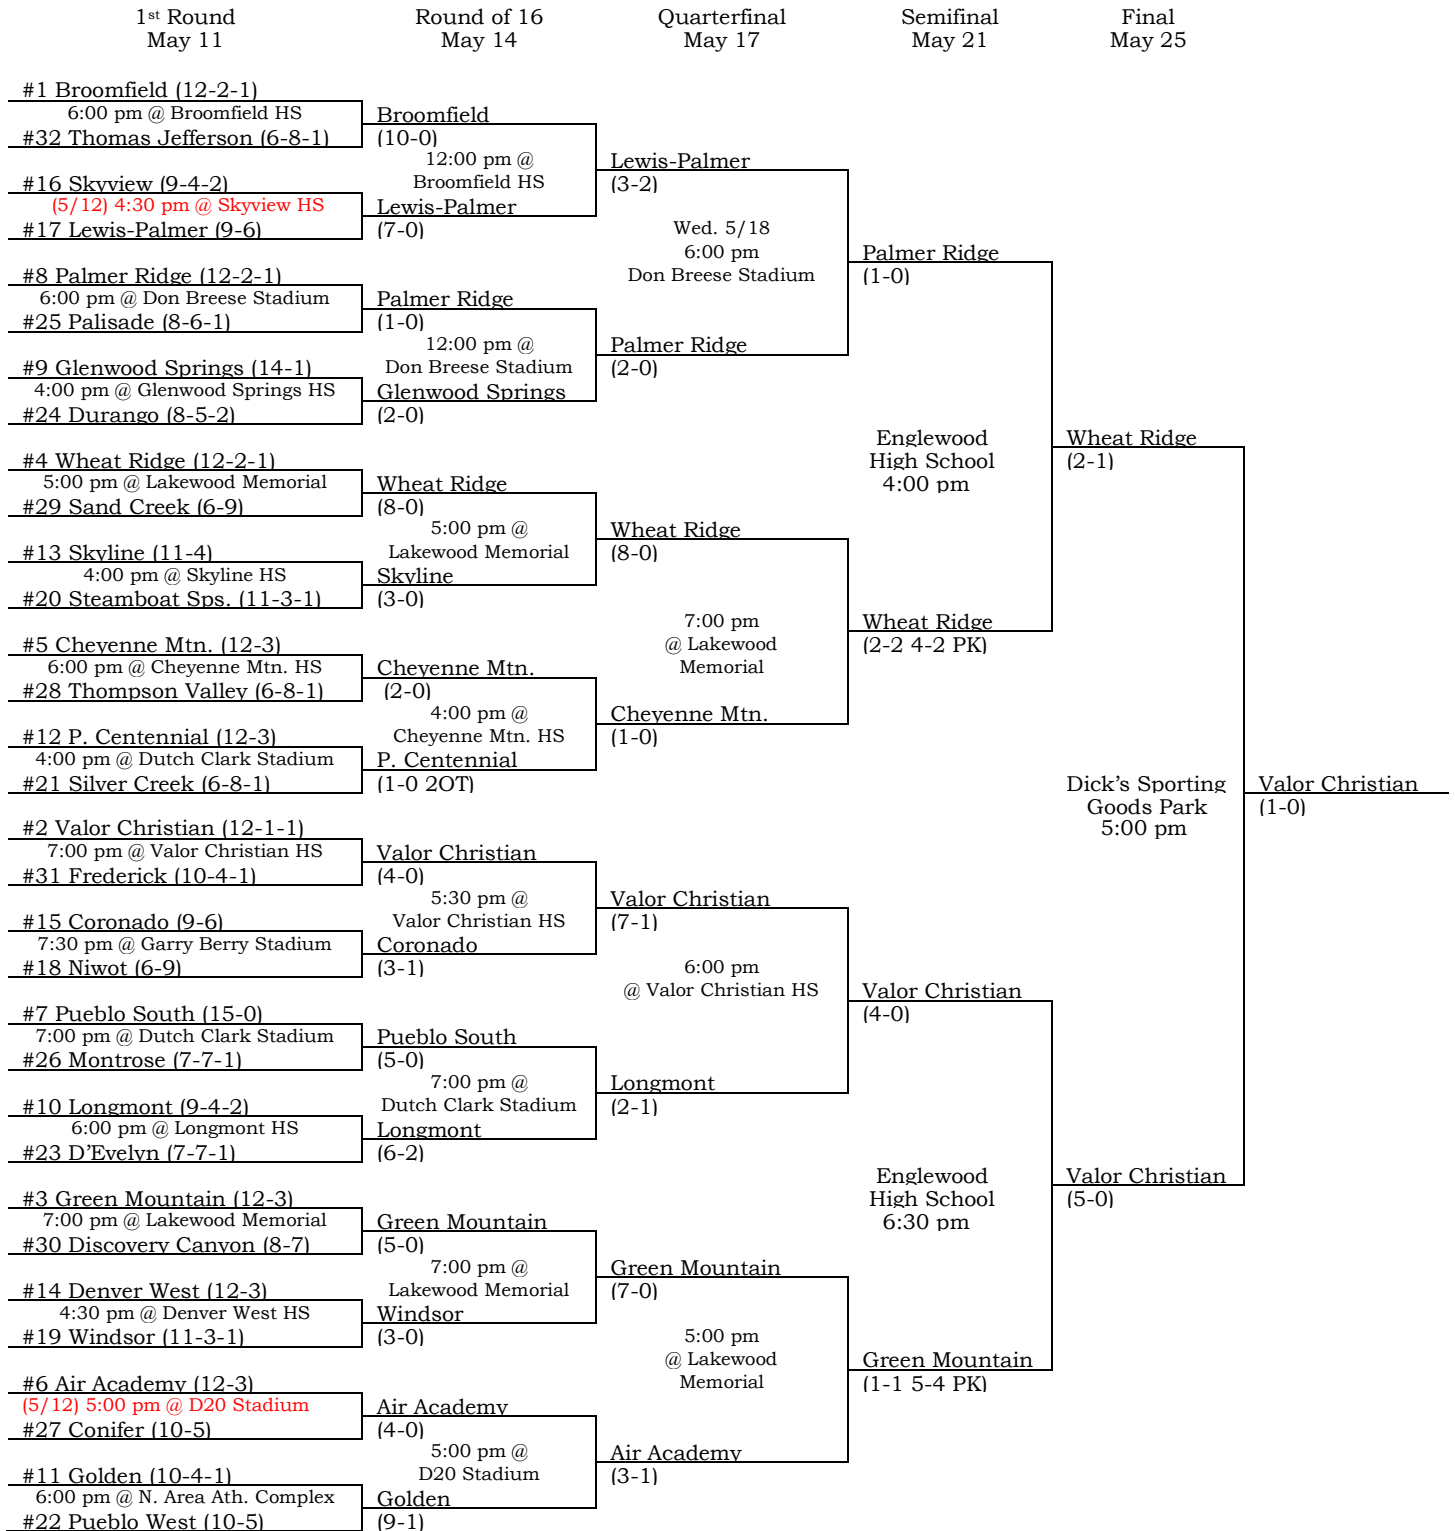 1st Round
May 11
Round of 16
May 14
Quarterfinal
May 17
Semifinal
May 21
Final
May 25
#1 Broomfield (12-2-1)
6:00 pm @ Broomfield HS
#32 Thomas Jefferson (6-8-1)
#16 Skyview (9-4-2)
(5/12) 4:30 pm @ Skyview HS
#17 Lewis-Palmer (9-6)
#8 Palmer Ridge (12-2-1)
6:00 pm @ Don Breese Stadium
#25 Palisade (8-6-1)
#9 Glenwood Springs (14-1)
4:00 pm @ Glenwood Springs HS
#24 Durango (8-5-2)
#4 Wheat Ridge (12-2-1)
5:00 pm @ Lakewood Memorial
#29 Sand Creek (6-9)
#13 Skyline (11-4)
4:00 pm @ Skyline HS
#20 Steamboat Sps. (11-3-1)
#5 Cheyenne Mtn. (12-3)
6:00 pm @ Cheyenne Mtn. HS
#28 Thompson Valley (6-8-1)
#12 P. Centennial (12-3)
4:00 pm @ Dutch Clark Stadium
#21 Silver Creek (6-8-1)
#2 Valor Christian (12-1-1)
7:00 pm @ Valor Christian HS
#31 Frederick (10-4-1)
#15 Coronado (9-6)
7:30 pm @ Garry Berry Stadium
#18 Niwot (6-9)
#7 Pueblo South (15-0)
7:00 pm @ Dutch Clark Stadium
#26 Montrose (7-7-1)
#10 Longmont (9-4-2)
6:00 pm @ Longmont HS
#23 D’Evelyn (7-7-1)
#3 Green Mountain (12-3)
7:00 pm @ Lakewood Memorial
#30 Discovery Canyon (8-7)
#14 Denver West (12-3)
4:30 pm @ Denver West HS
#19 Windsor (11-3-1)
#6 Air Academy (12-3)
(5/12) 5:00 pm @ D20 Stadium
#27 Conifer (10-5)
#11 Golden (10-4-1)
6:00 pm @ N. Area Ath. Complex
#22 Pueblo West (10-5)
Broomfield
(10-0)
12:00 pm @
Broomfield HS
Lewis-Palmer
(7-0)
Palmer Ridge
(1-0)
12:00 pm @
Don Breese Stadium
Glenwood Springs
(2-0)
Wheat Ridge
(8-0)
5:00 pm @
Lakewood Memorial
Skyline
(3-0)
Cheyenne Mtn.
(2-0)
4:00 pm @
Cheyenne Mtn. HS
P. Centennial
(1-0 2OT)
Valor Christian
(4-0)
5:30 pm @
Valor Christian HS
Coronado
(3-1)
Pueblo South
(5-0)
7:00 pm @
Dutch Clark Stadium
Longmont
(6-2)
Green Mountain
(5-0)
7:00 pm @
Lakewood Memorial
Windsor
(3-0)
Air Academy
(4-0)
5:00 pm @
D20 Stadium
Golden
(9-1)
Lewis-Palmer
(3-2)
Wed. 5/18
6:00 pm
Don Breese Stadium
Palmer Ridge
(2-0)
Wheat Ridge
(8-0)
7:00 pm
@ Lakewood
Memorial
Cheyenne Mtn.
(1-0)
Valor Christian
(7-1)
6:00 pm
@ Valor Christian HS
Longmont
(2-1)
Green Mountain
(7-0)
5:00 pm
@ Lakewood
Memorial
Air Academy
(3-1)
Palmer Ridge
(1-0)
Englewood
High School
4:00 pm
Wheat Ridge
(2-2 4-2 PK)
Valor Christian
(4-0)
Englewood
High School
6:30 pm
Green Mountain
(1-1 5-4 PK)
Wheat Ridge
(2-1)
Dick’s Sporting
Goods Park
5:00 pm
Valor Christian
(5-0)
Valor Christian
(1-0)